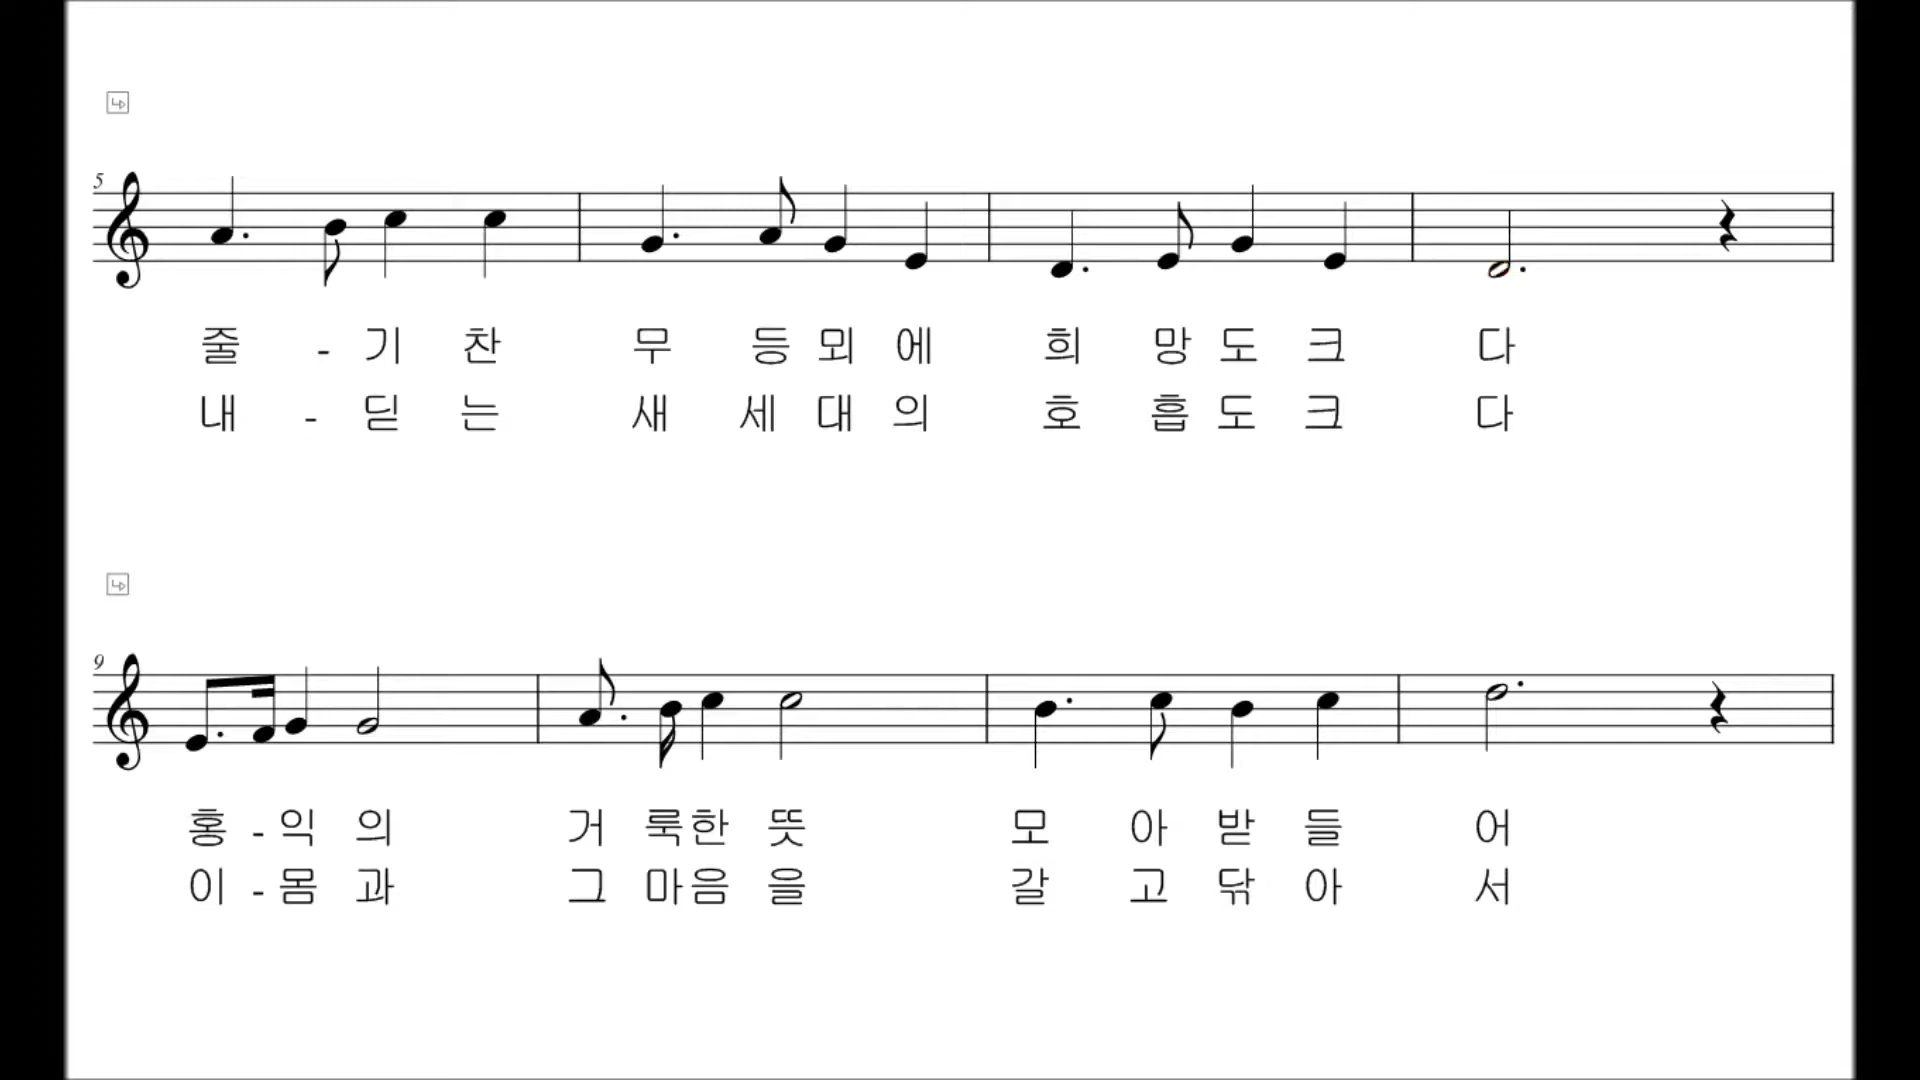 5
줄 - 기 찬 무 등 뫼 에 희 망 도 크 다
내 - 딛 는 새 세 대 의 호 흡 도 크 다
9
홍 - 익 의 거 룩한 뜻 모 아 받 들 어
이 - 몸 과 그 마음 을 갈 고 닦 아 서